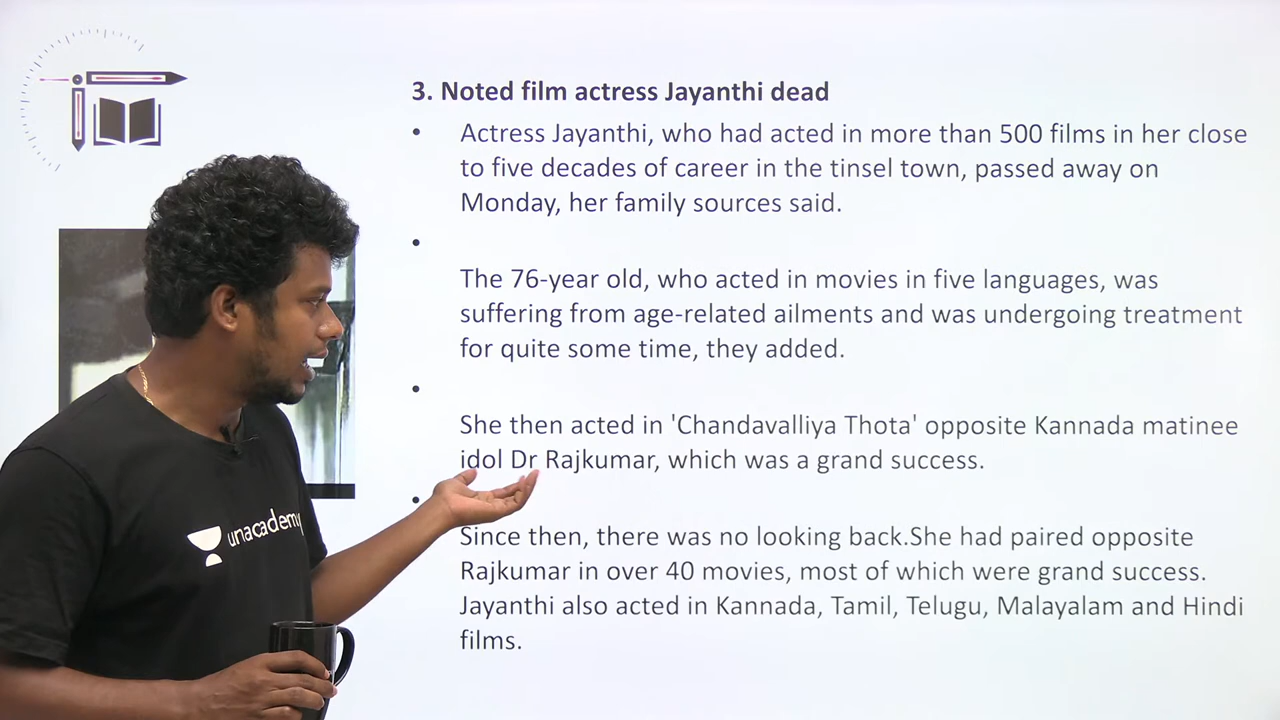 3. Noted film actress Jayanthi dead
• Actress Jayanthi, who had acted in more than 500 films in her close
to five decades of career in the tinsel town, passed away on
Monday, her family sources said.
•
The 76-year old, who acted in movies in five languages, was
suffering from age-related ailments and was undergoing treatment
for quite some time, they added.
•
She then acted in 'Chandavalliya Thota' opposite Kannada matinee
idol Dr Rajkumar, which was a grand success.
•
Since then, there was no looking back.She had paired opposite
Rajkumar in over 40 movies, most of which were grand success.
Jayanthi also acted in Kannada, Tamil, Telugu, Malayalam and Hindi
films.
unacademy